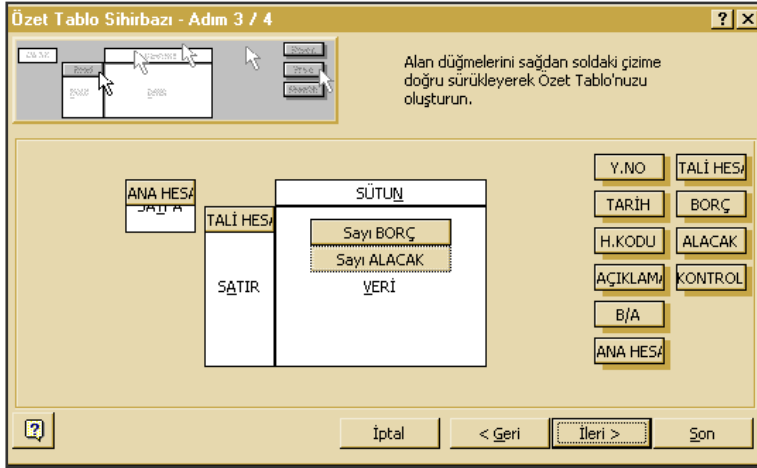 Özet Tablo Sihirbazı - Adım 3 / 4
Alan düğmelerini sağdan soldaki çizime
doğru sürükleyerek Özet Tablo'nuzu
oluşturun.
ANA HESA
SAYFA
TALİ HESA
SATIR
SÜTUN
Sayı BORÇ
Sayı ALACAK
VERİ
Y.NO
TALİ HESA
TARİH
BORÇ
H.KODU
ALACAK
AÇIKLAMA
KONTROL
B/A
ANA HESA
İptal
< Geri
İleri >
Son